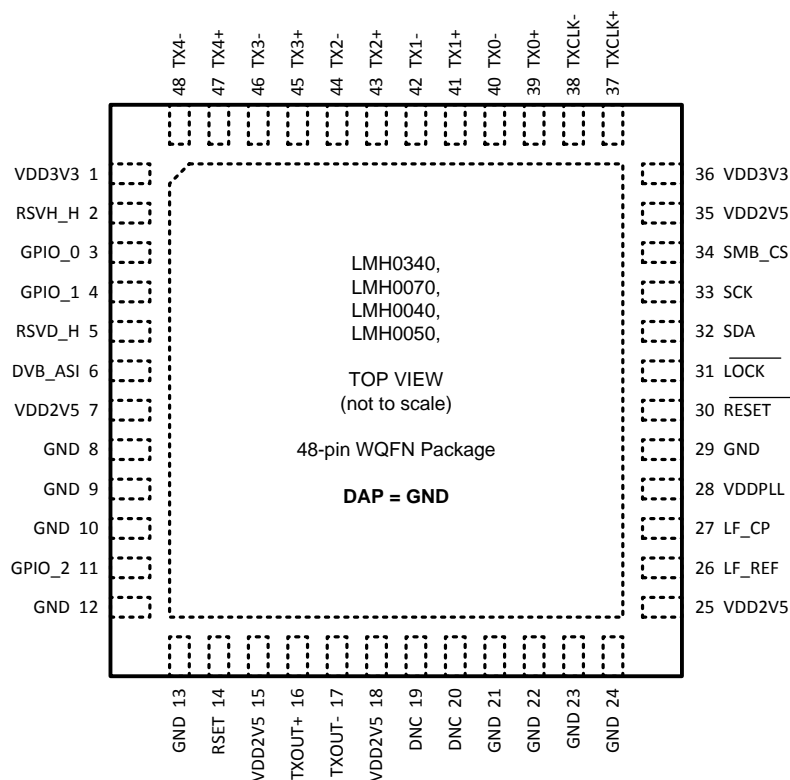 48 TX4-
47 TX4+
46 TX3-
45 TX3+
44 TX2-
43 TX2+
42 TX1-
41 TX1+
40 TX0-
39 TX0+
38 TXCLK-
37 TXCLK+
VDD3V3 1
RSVH_H 2
GPIO_0 3
GPIO_1 4
RSVD_H 5
DVB_ASI 6
VDD2V5 7
GND 8
GND 9
GND 10
GPIO_2 11
GND 12
LMH0340,
LMH0070,
LMH0040,
LMH0050,
TOP VIEW
(not to scale)
48-pin WQFN Package
DAP = GND
36 VDD3V3
35 VDD2V5
34 SMB_CS
33 SCK
32 SDA
31 LOCK
30 RESET
29 GND
28 VDDPLL
27 LF_CP
26 LF_REF
25 VDD2V5
GND 13
RSET 14
VDD2V5 15
TXOUT+ 16
TXOUT- 17
VDD2V5 18
DNC 19
DNC 20
GND 21
GND 22
GND 23
GND 24